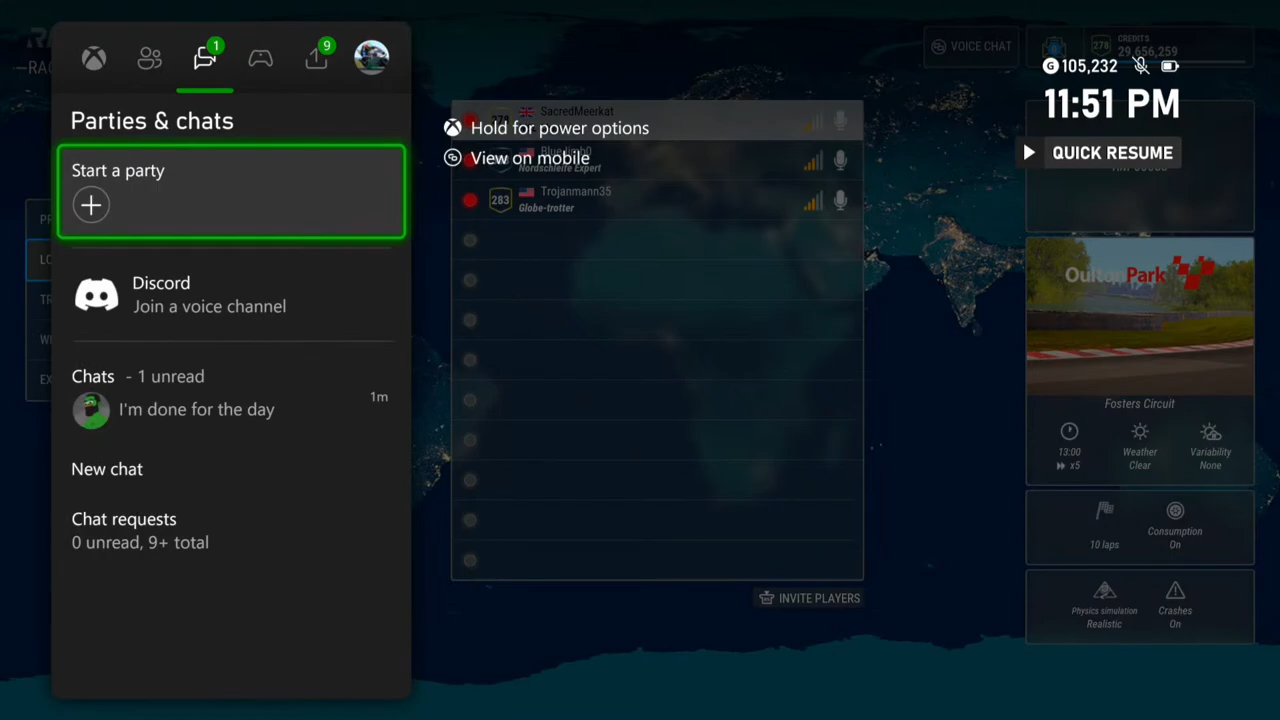 1
9
Parties & chats
Start a party
Discord
Join a voice channel
Chats - 1 unread
I'm done for the day
1m
New chat
Chat requests
0 unread, 9+ total
Hold for power options
View on mobile
SacredMeerkat
Nordschleife Expert
283
Trojanmann35
Globe-trotter
INVITE PLAYERS
VOICE CHAT
278
CREDITS
29,656,259
G 105,232
11:51 PM
QUICK RESUME
Oulton Park
Fosters Circuit
13:00
x5
Weather
Clear
Variability
None
10 laps
Consumption
On
Physics simulation
Realistic
Crashes
On